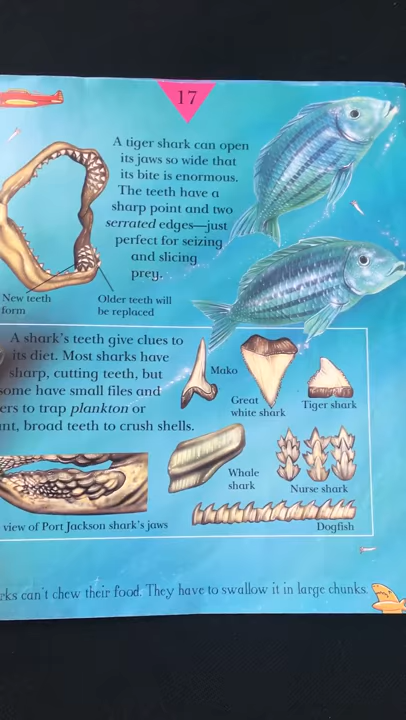 17
A tiger shark can open
its jaws so wide that
its bite is enormous.
The teeth have a
sharp point and two
serrated edges—just
perfect for seizing
and slicing
prey.
New teeth
form
Older teeth will
be replaced
A shark's teeth give clues to
its diet. Most sharks have
sharp, cutting teeth, but
some have small files and
ers to trap plankton or
nt, broad teeth to crush shells.
Mako
Great
white shark
Tiger shark
Whale
shark
Nurse shark
view of Port Jackson shark's jaws
Dogfish
rks can't chew their food. They have to swallow it in large chunks.